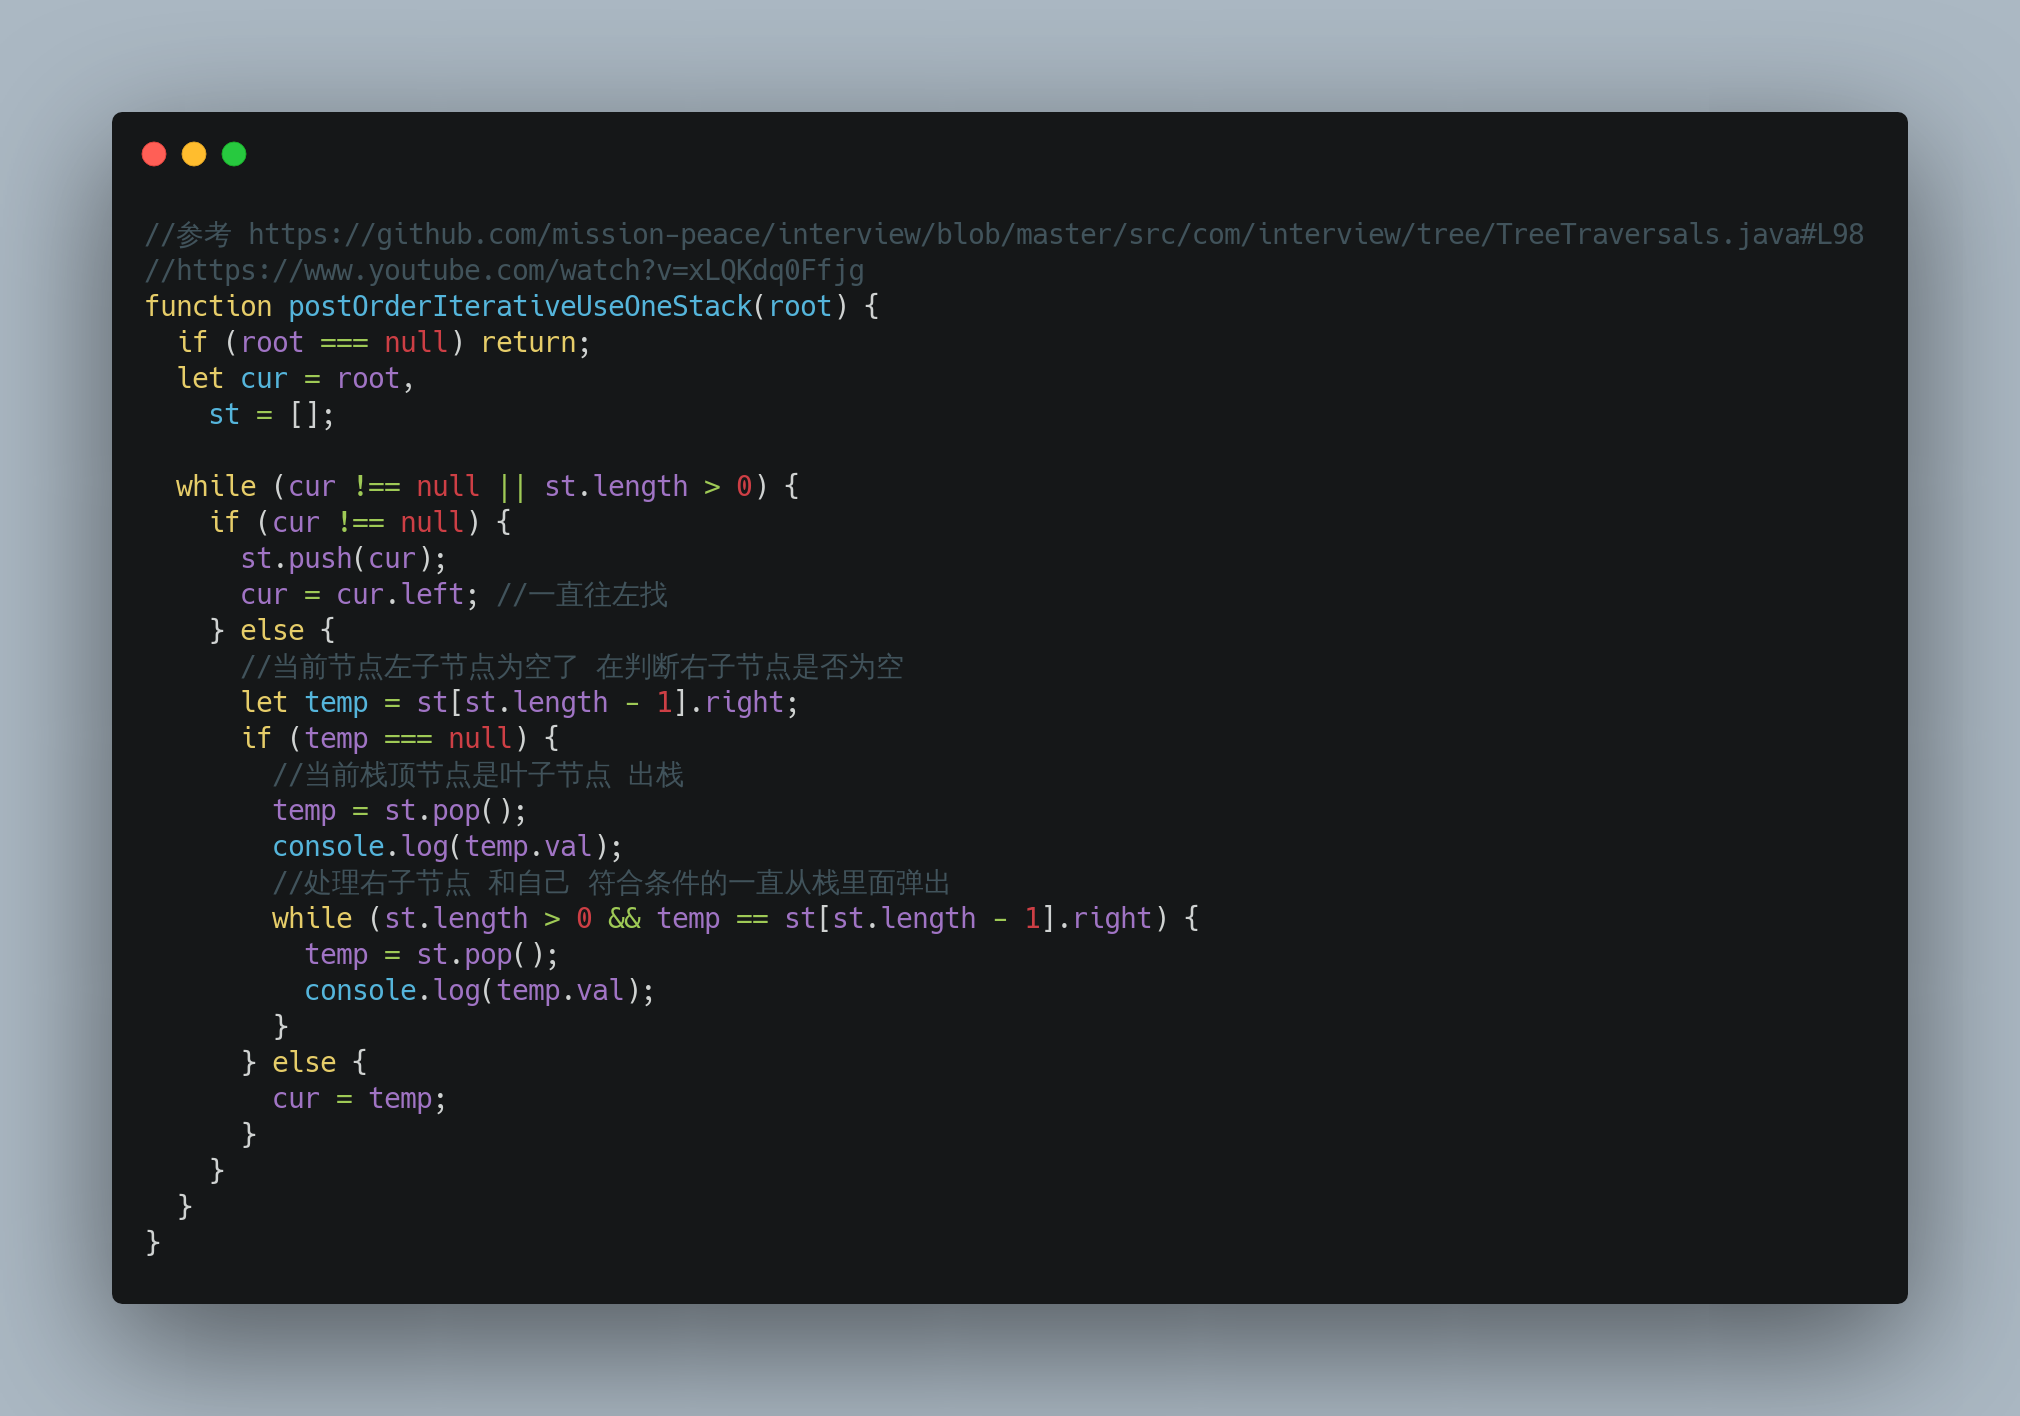 //参考 https://github.com/mission-peace/interview/blob/master/src/com/interview/tree/TreeTraversals.java#L98
//https://www.youtube.com/watch?v=xLQKdq0Ffjg
function postOrderIterativeUseOneStack(root) {
  if (root === null) return;
  let cur = root,
    st = [];

  while (cur !== null || st.length > 0) {
    if (cur !== null) {
      st.push(cur);
      cur = cur.left; //一直往左找
    } else {
      //当前节点左子节点为空了 在判断右子节点是否为空
      let temp = st[st.length - 1].right;
      if (temp === null) {
        //当前栈顶节点是叶子节点 出栈
        temp = st.pop();
        console.log(temp.val);
        //处理右子节点 和自己 符合条件的一直从栈里面弹出
        while (st.length > 0 && temp == st[st.length - 1].right) {
          temp = st.pop();
          console.log(temp.val);
        }
      } else {
        cur = temp;
      }
    }
  }
}